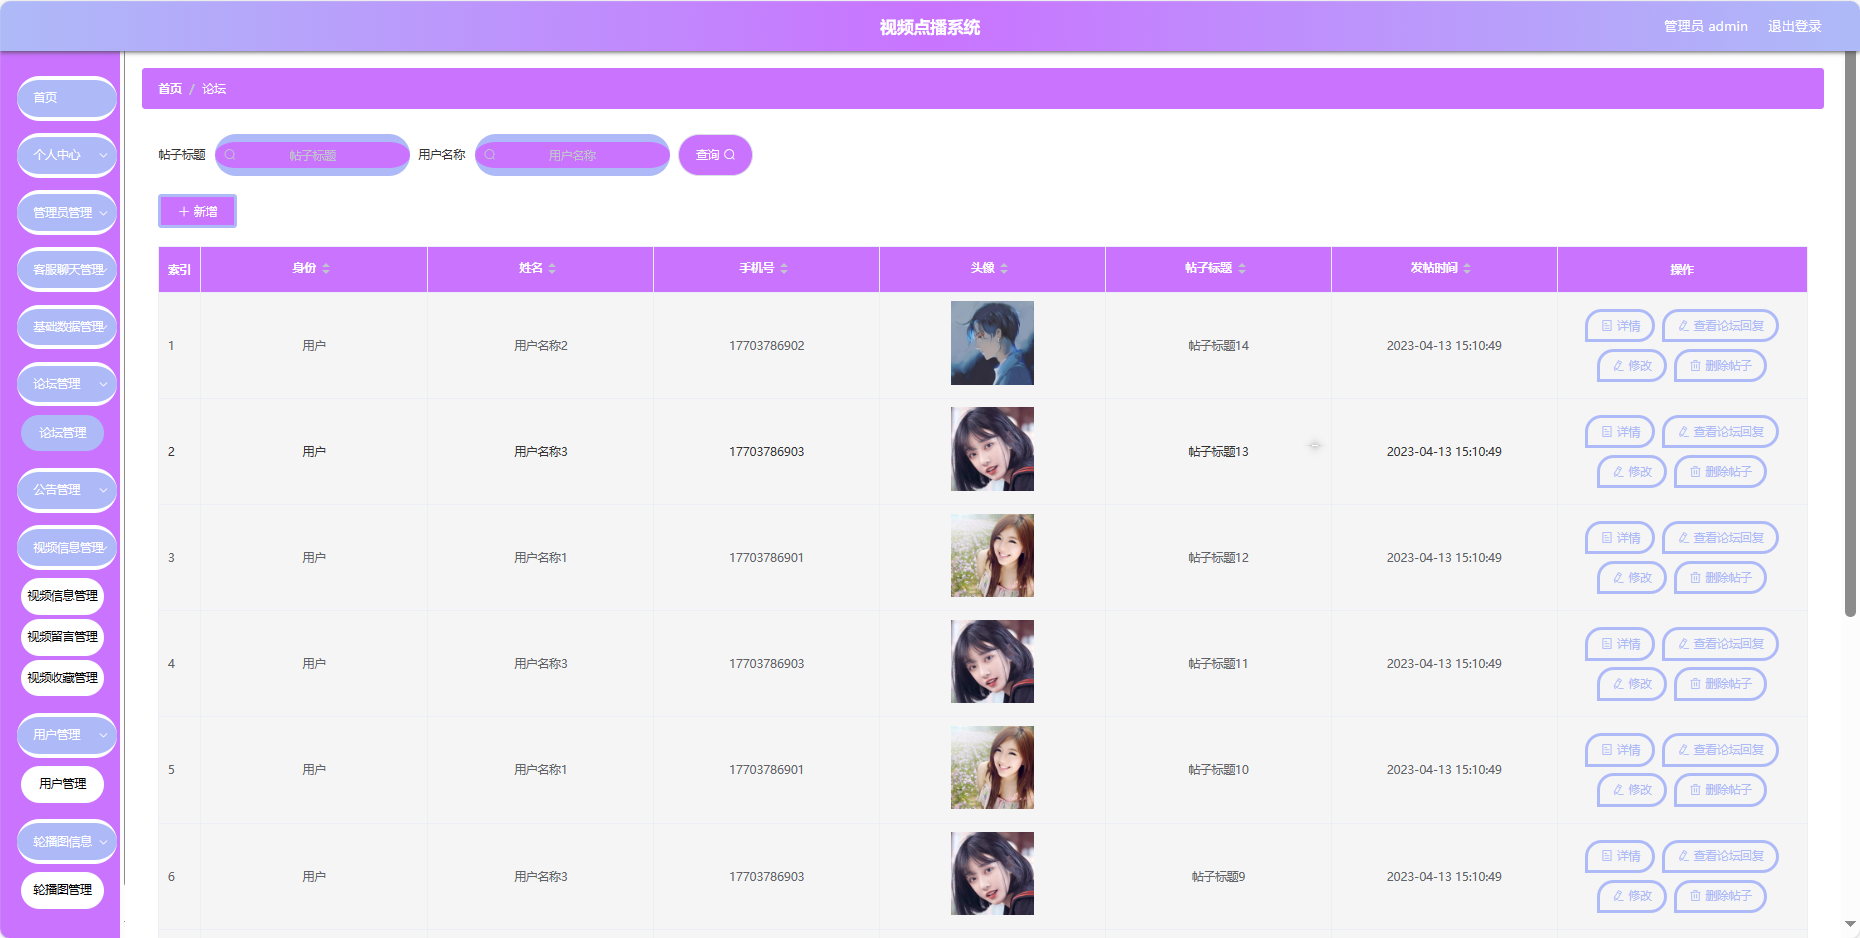 视频点播系统
管理员 admin 退出登录
首页 / 论坛
首页
个人中心
管理员管理
客服聊天管理
基础数据管理
论坛管理
论坛管理
公告管理
视频信息管理
视频信息管理
视频留言管理
视频收藏管理
用户管理
用户管理
轮播图信息
轮播图管理
帖子标题 帖子标题 用户名称 用户名称 查询
新增
索引 身份 姓名 手机号 头像 帖子标题 发帖时间 操作
1 用户 用户名称2 17703786902 帖子标题14 2023-04-13 15:10:49 详情 查看论坛回复
修改 删除帖子
2 用户 用户名称3 17703786903 帖子标题13 2023-04-13 15:10:49 详情 查看论坛回复
修改 删除帖子
3 用户 用户名称1 17703786901 帖子标题12 2023-04-13 15:10:49 详情 查看论坛回复
修改 删除帖子
4 用户 用户名称3 17703786903 帖子标题11 2023-04-13 15:10:49 详情 查看论坛回复
修改 删除帖子
5 用户 用户名称1 17703786901 帖子标题10 2023-04-13 15:10:49 详情 查看论坛回复
修改 删除帖子
6 用户 用户名称3 17703786903 帖子标题9 2023-04-13 15:10:49 详情 查看论坛回复
修改 删除帖子